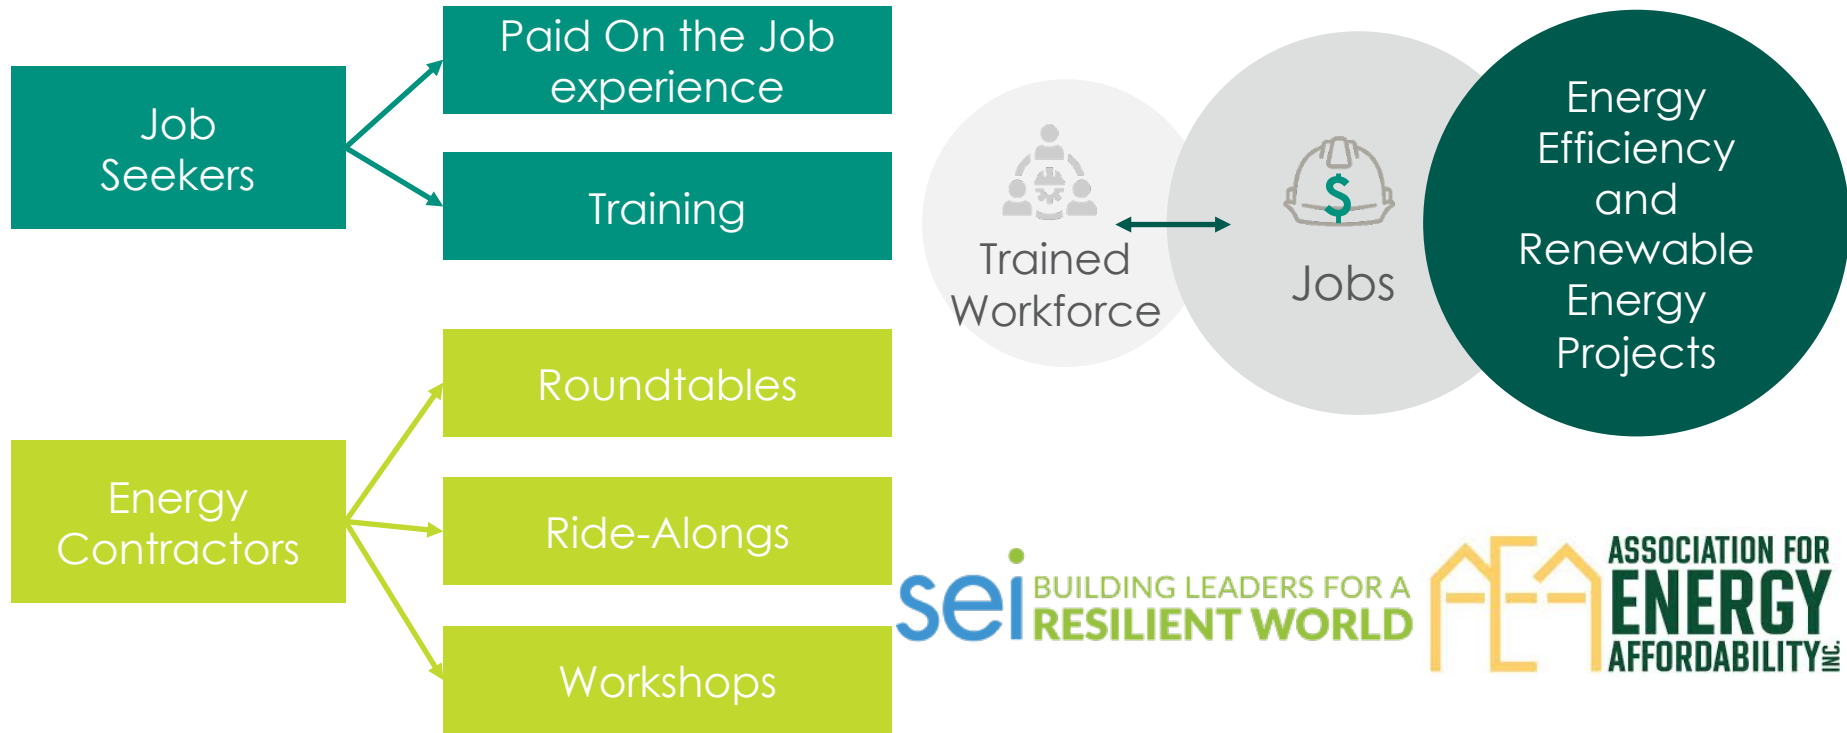 Job
Seekers
Paid On the Job
experience
Training
Energy
Contractors
Roundtables
Ride-Alongs
Workshops
Trained
Workforce
$
Jobs
Energy
Efficiency
and
Renewable
Energy
Projects
sei
BUILDING LEADERS FOR A
RESILIENT WORLD
AEA
ASSOCIATION FOR
ENERGY
AFFORDABILITY INC.